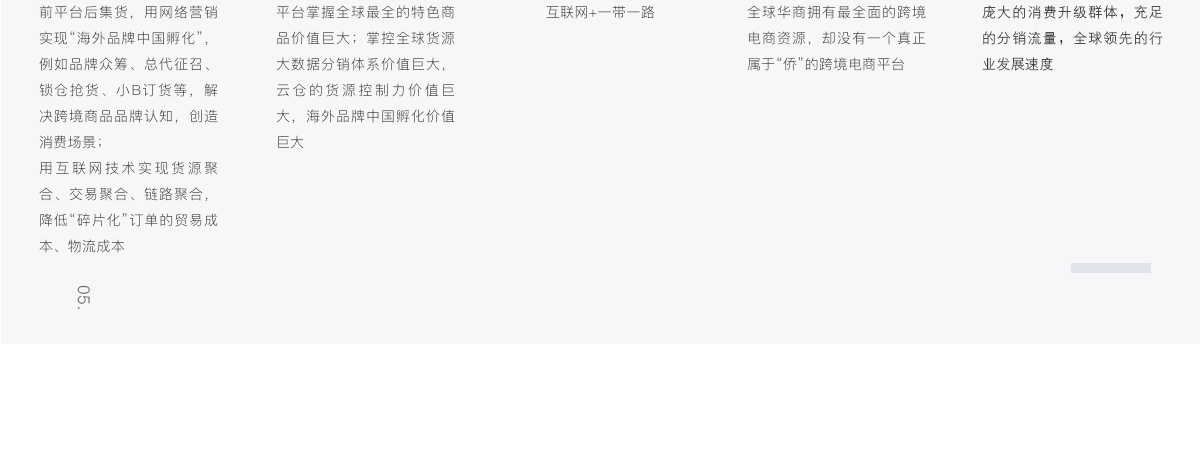 前平台后集货，用网络营销
实现“海外品牌中国孵化”，
例如品牌众筹、总代征召、
锁仓抢货、小B订货等，解
决跨境商品品牌认知，创造
消费场景；
用互联网技术实现货源聚
合、交易聚合、链路聚合，
降低“碎片化”订单的贸易成
本、物流成本
平台掌握全球最全的特色商
品价值巨大；掌控全球货源
大数据分销体系价值巨大，
云仓的货源控制力价值巨
大，海外品牌中国孵化价值
巨大
互联网+一带一路
全球华商拥有最全面的跨境
电商资源，却没有一个真正
属于“侨”的跨境电商平台
庞大的消费升级群体，充足
的分销流量，全球领先的行
业发展速度
05.